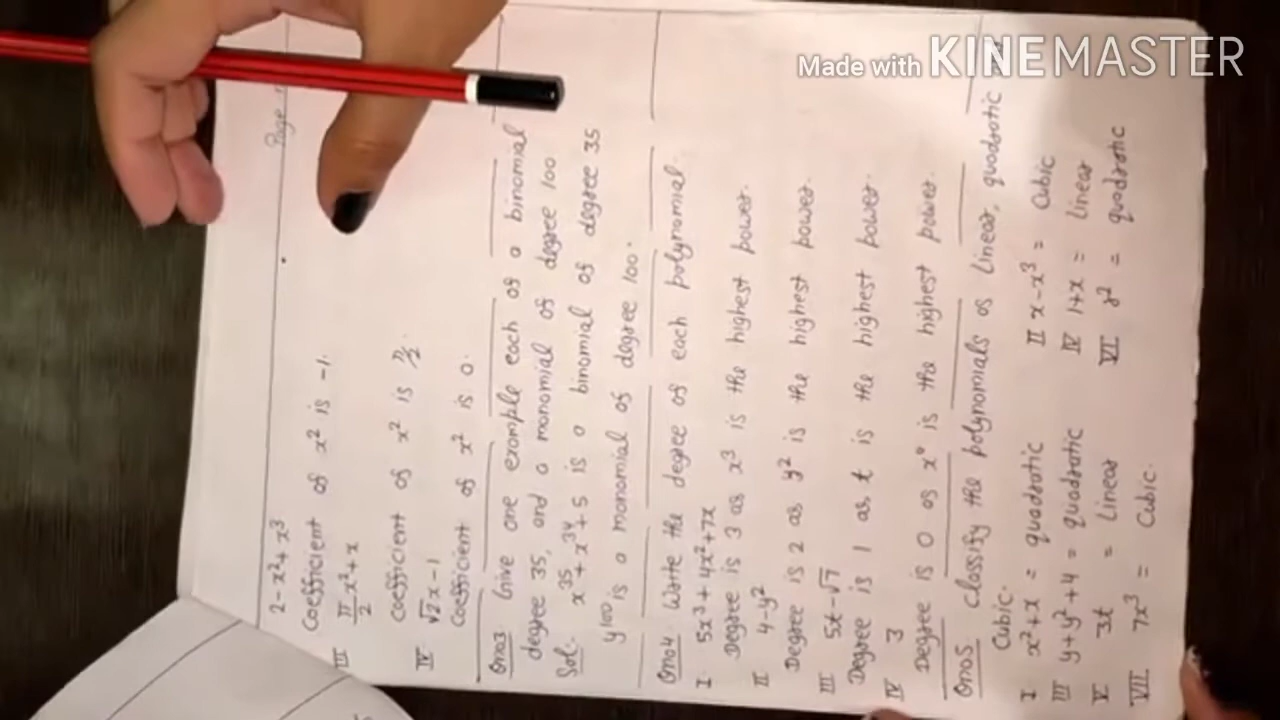 Made with KINEMASTER
Page n
2-x²+x³
Coefficient of x² is -1.
III π/2 x²+x
Coefficient of x² is π/2.
IV √2x-1
Coefficient of x² is 0.
Qno3 Give one example each of a binomial
degree 35, and a monomial of degree 100
Sol:- x³⁵+x³⁴+5 is a binomial of degree 35
y¹⁰⁰ is a monomial of degree 100.
Qno4 Write the degree of each polynomial.
I 5x³+4x²+7x
Degree is 3 as x³ is the highest power.
II 4-y²
Degree is 2 as y² is the highest power.
III 5t-√7
Degree is 1 as t is the highest power.
IV 3
Degree is 0 as x⁰ is the highest power.
Qno5 Classify the polynomials as linear, quadratic
Cubic.
I x²+x = quadratic II x-x³ = Cubic
III y+y²+4 = quadratic IV 1+x = linear
V 3t = Linear VI r² = quadratic
VII 7x³ = Cubic.